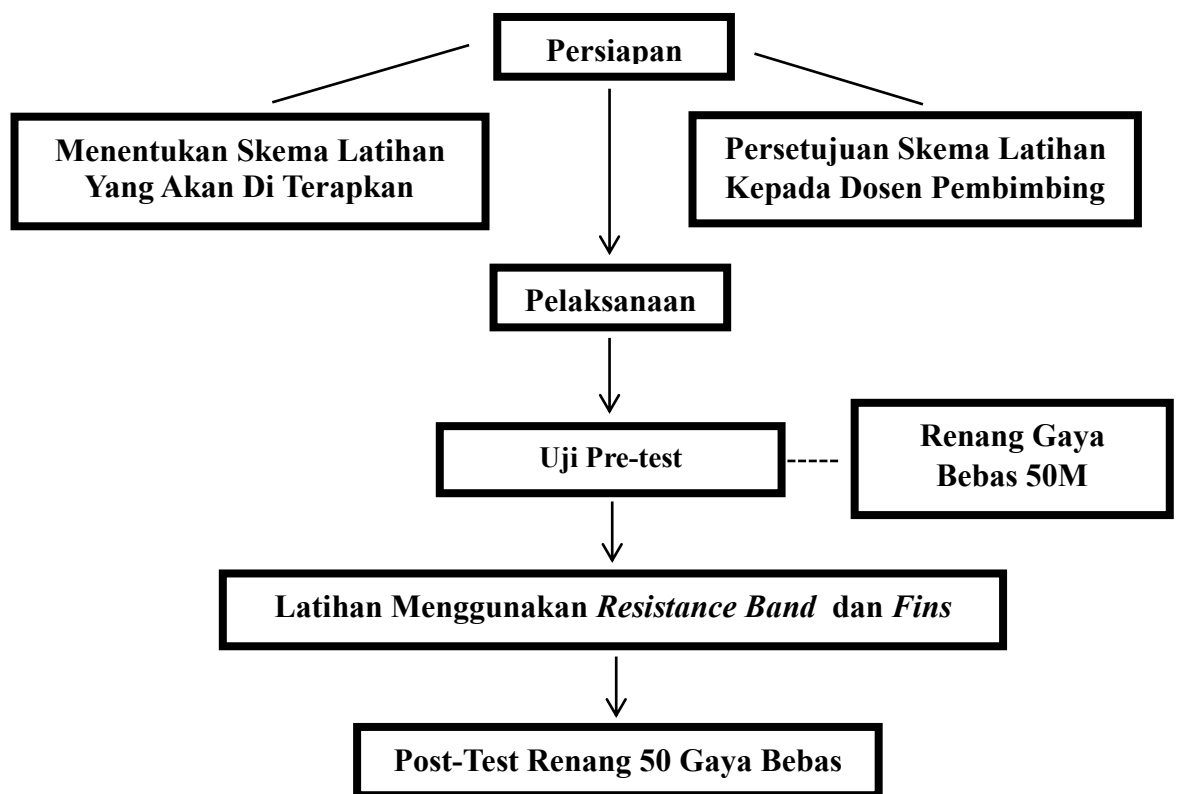 Persiapan
Menentukan Skema Latihan
Yang Akan Di Terapkan
Persetujuan Skema Latihan
Kepada Dosen Pembimbing
Pelaksanaan
Uji Pre-test
Renang Gaya
Bebas 50M
Latihan Menggunakan Resistance Band dan Fins
Post-Test Renang 50 Gaya Bebas